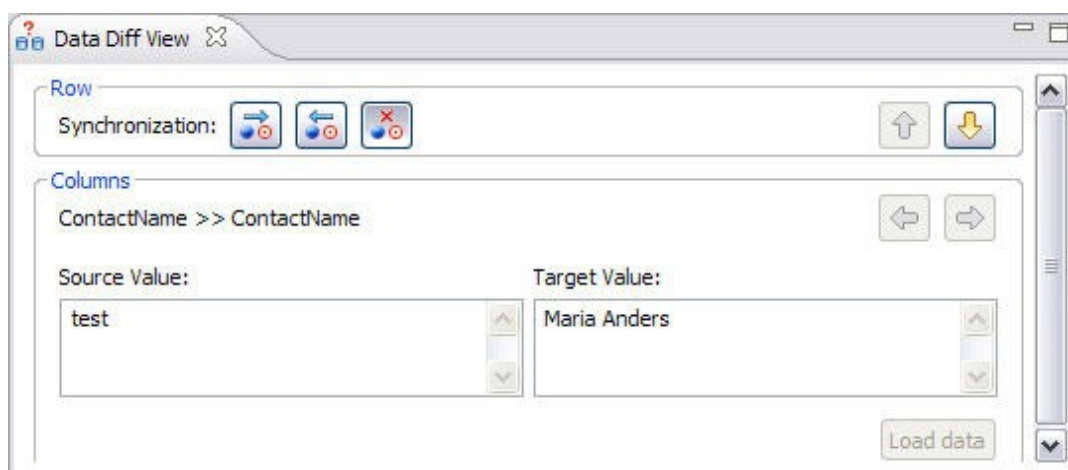 Data Diff View
Row
Synchronization:
Columns
ContactName >> ContactName
Source Value:
Target Value:
test
Maria Anders
Load data